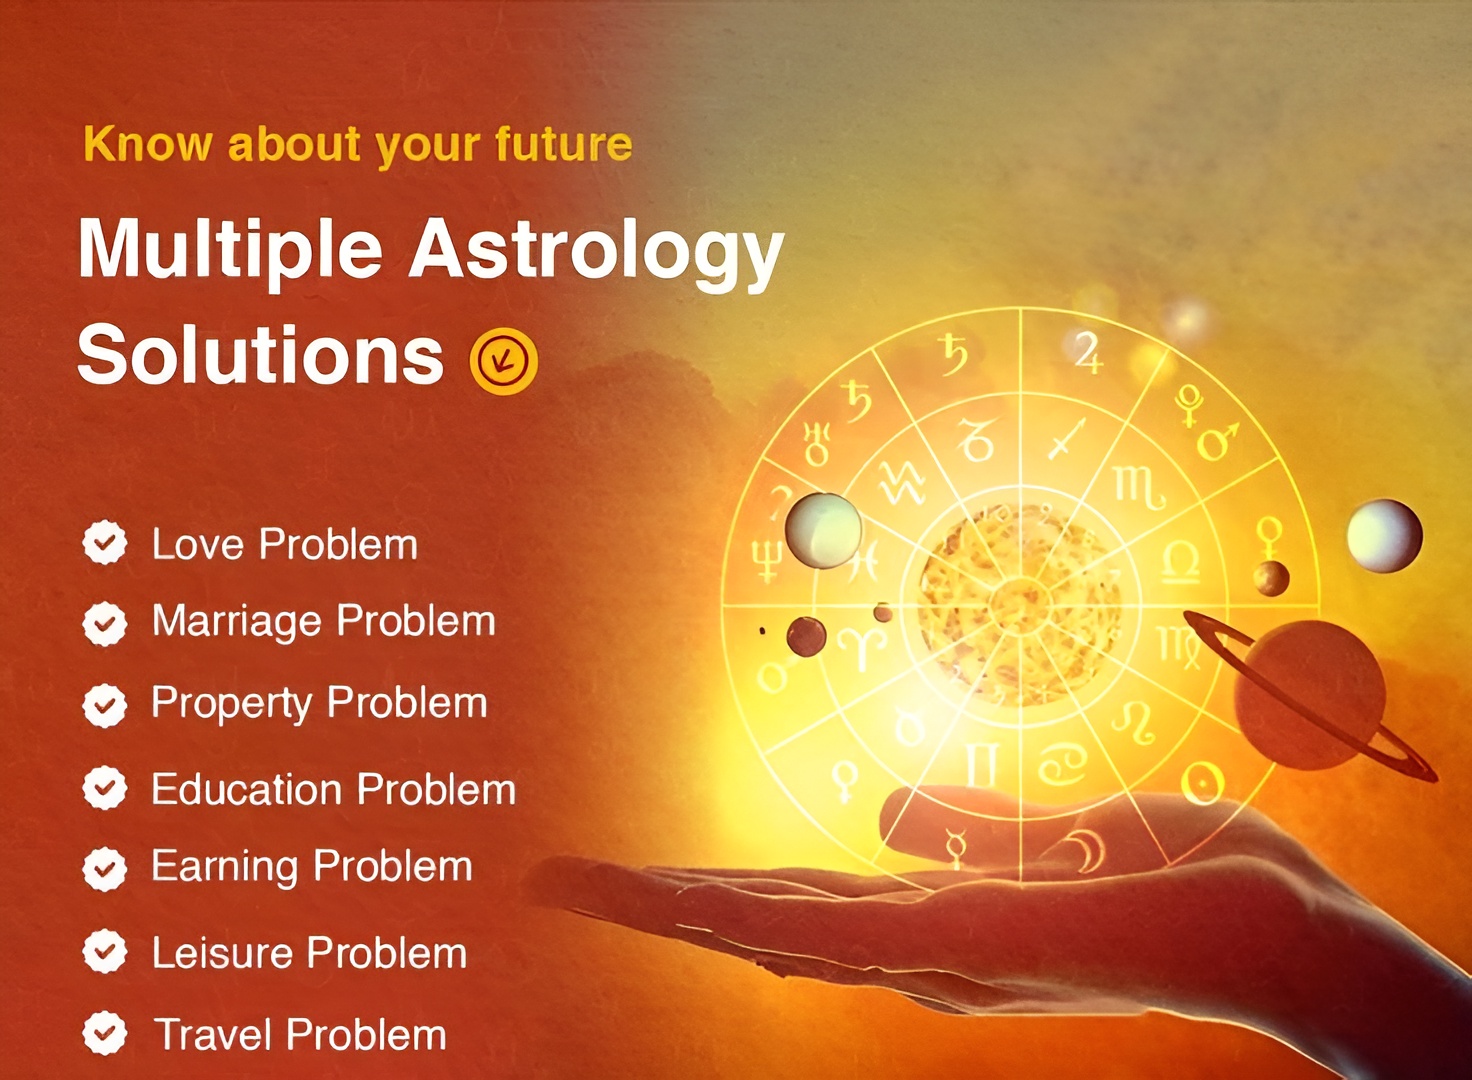 Know about your future
Multiple Astrology
Solutions
Love Problem
Marriage Problem
Property Problem
Education Problem
Earning Problem
Leisure Problem
Travel Problem